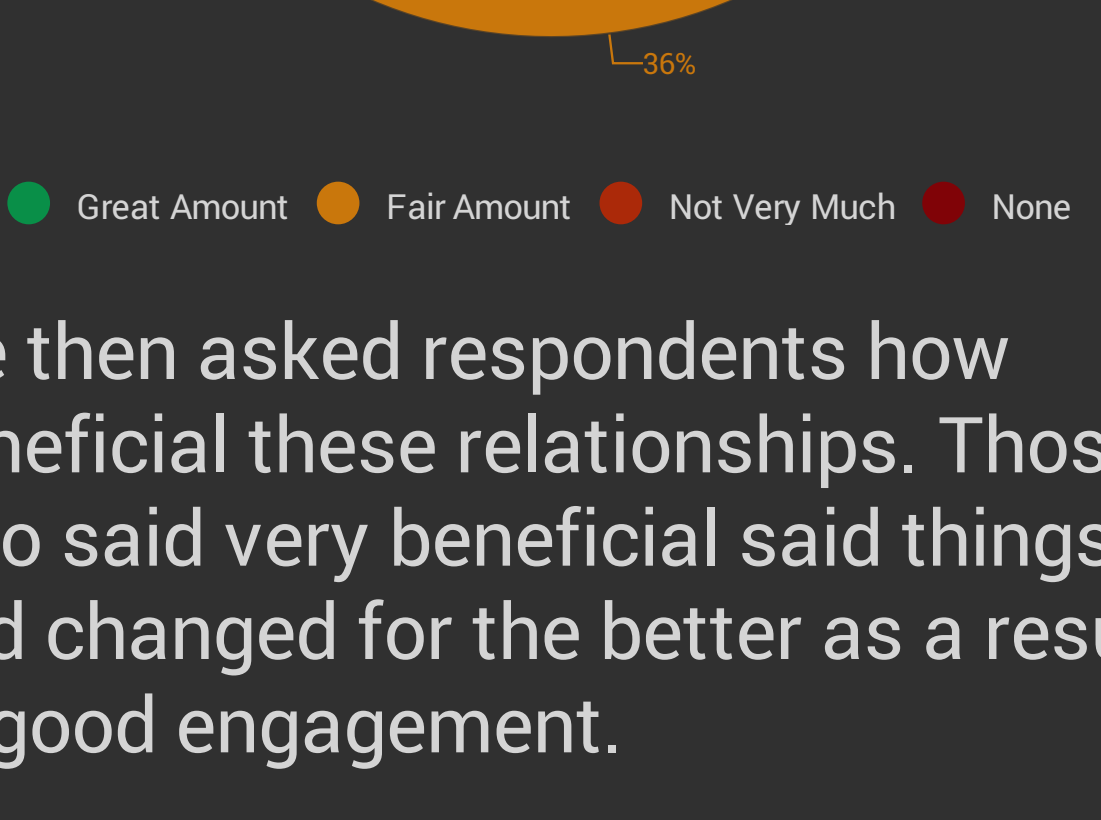 36%
Great Amount Fair Amount Not Very Much None
then asked respondents how
these relationships.
said very beneficial said things
changed for the better as a
good engagement.